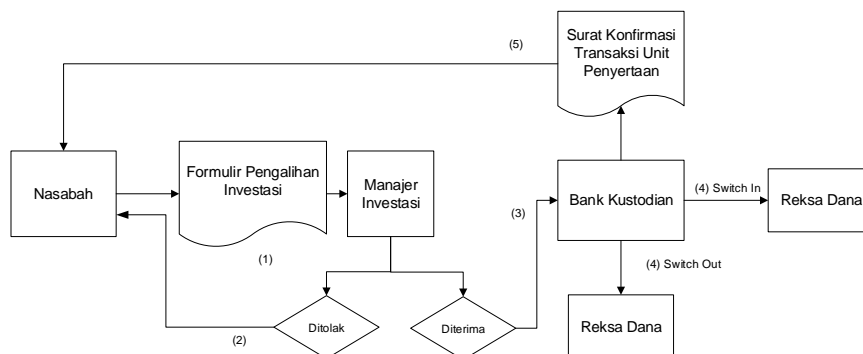 (5)
Surat Konfirmasi
Transaksi Unit
Penyertaan
Nasabah
Formulir Pengalihan
Investasi
Manajer
Investasi
(1)
(3)
Bank Kustodian
(4) Switch In
Reksa Dana
(4) Switch Out
(2)
Ditolak
Diterima
Reksa Dana